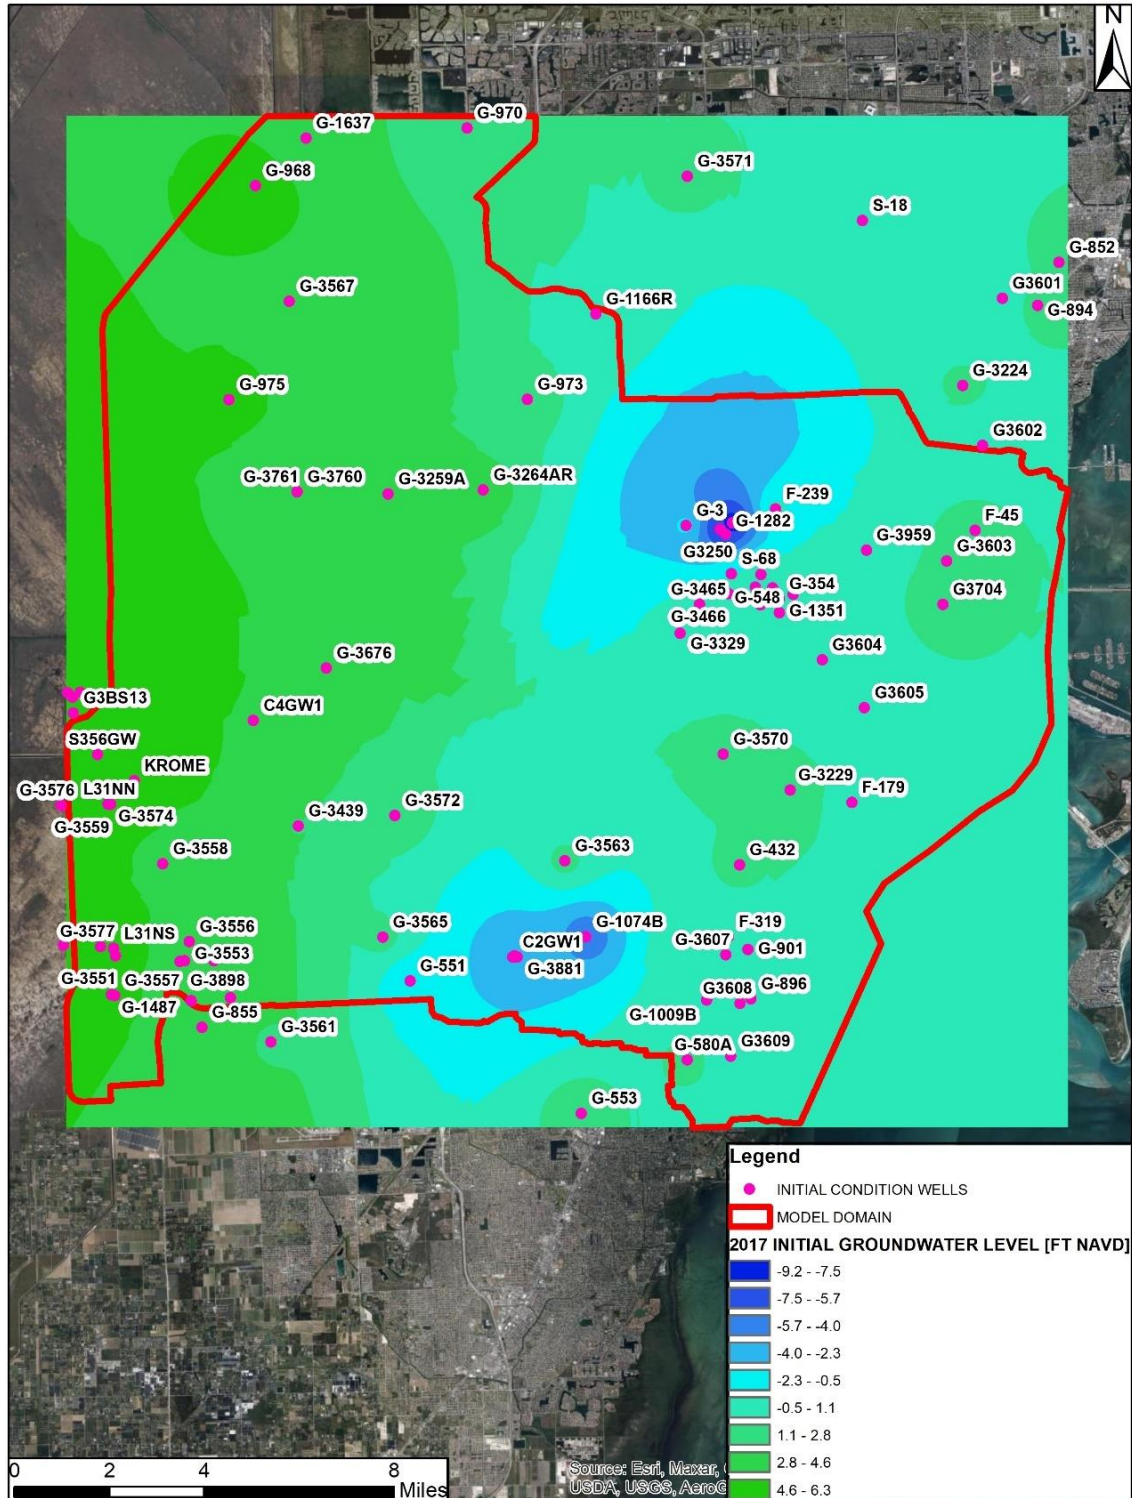 N
G-970
G-1637
G-3571
G-968
S-18
G-852
G3601
G-3567
G-1166R
G-894
G-3224
G-975
G-973
G3602
G-3761
G-3760
G-3259A
G-3264AR
F-239
G-3
G-1282
F-45
G3250
G-3959
G-3603
S-68
G-3465
G-548
G-354
G3704
G-3466
G-1351
G-3329
G3604
G-3676
G3BS13
C4GW1
G3605
S356GW
G-3570
KROME
G-3576
L31NN
G-3229
G-3574
G-3572
F-179
G-3559
G-3439
G-3558
G-3563
G-432
G-3577
L31NS
G-3556
G-3565
G-1074B
F-319
G-3607
G-901
G-3553
C2GW1
G-3881
G-551
G-3551
G-3557
G-3898
G3608
G-896
G-1487
G-855
G-1009B
G-3561
G-580A
G3609
G-553
Legend
INITIAL CONDITION WELLS
MODEL DOMAIN
2017 INITIAL GROUNDWATER LEVEL [FT NAVD]
-9.2 - -7.5
-7.5 - -5.7
-5.7 - -4.0
-4.0 - -2.3
-2.3 - -0.5
-0.5 - 1.1
1.1 - 2.8
2.8 - 4.6
4.6 - 6.3
0 2 4 8
Miles
Source: Esri, Maxar,
USDA, USGS,